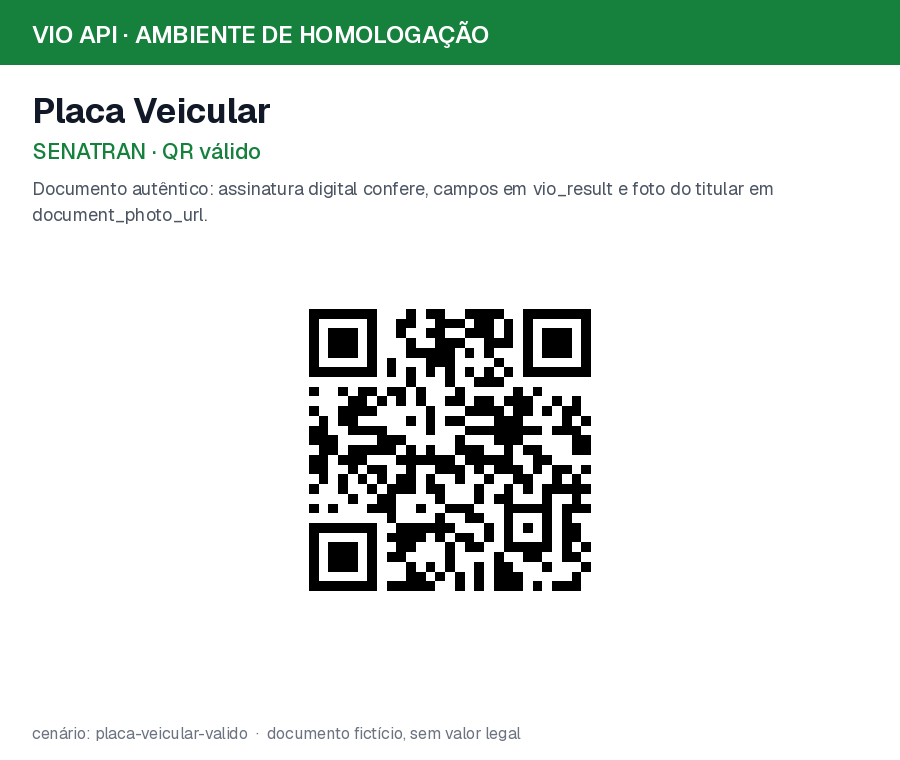 VIO API · AMBIENTE DE HOMOLOGAÇÃO
Placa Veicular
SENATRAN · QR válido
Documento autêntico: assinatura digital confere, campos em vio_result e foto do titular em
document_photo_url.
cenário: placa-veicular-valido · documento fictício, sem valor legal